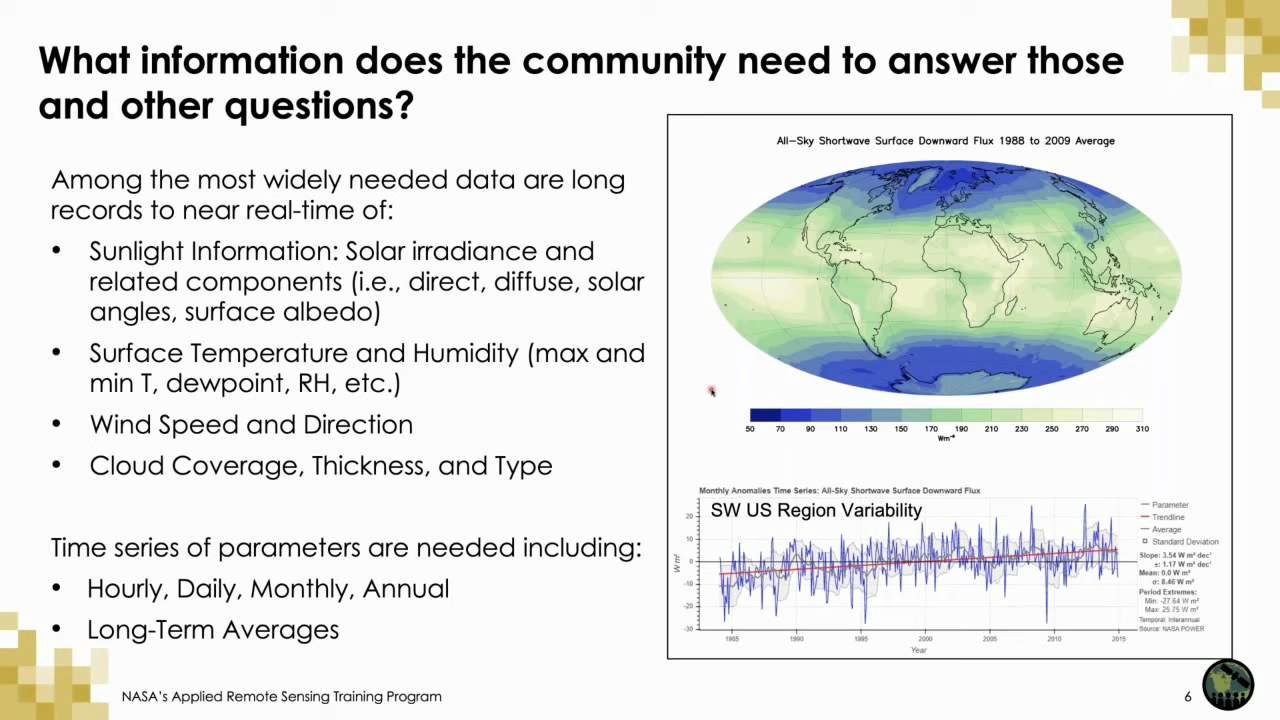 What information does the community need to answer those
and other questions?
Among the most widely needed data are long
records to near real-time of:
• Sunlight Information: Solar irradiance and
related components (i.e., direct, diffuse, solar
angles, surface albedo)
• Surface Temperature and Humidity (max and
min T, dewpoint, RH, etc.)
• Wind Speed and Direction
• Cloud Coverage, Thickness, and Type
Time series of parameters are needed including:
• Hourly, Daily, Monthly, Annual
• Long-Term Averages
All-Sky Shortwave Surface Downward Flux 1988 to 2009 Average
50 70 90 110 130 150 170 190 210 230 250 270 290 310
Monthly Anomalies Time Series: All-Sky Shortwave Surface Downward Flux
SW US Region Variability
20
10
0
-10
-20
-30
W m²
1985 1990 1995 2000 2005 2010 2015
Year
Parameter
Trendline
Average
Standard Deviation
Slope: 3.54 W m² dec'
±: 1.17 W m² dec'
Mean: 0.0 W m²
σ: 8.46 W m²
Period Extremes:
Min: -27.64 W m²
Max: 25.75 W m²
Temporal: Interannual
Source: NASA POWER
NASA's Applied Remote Sensing Training Program
6